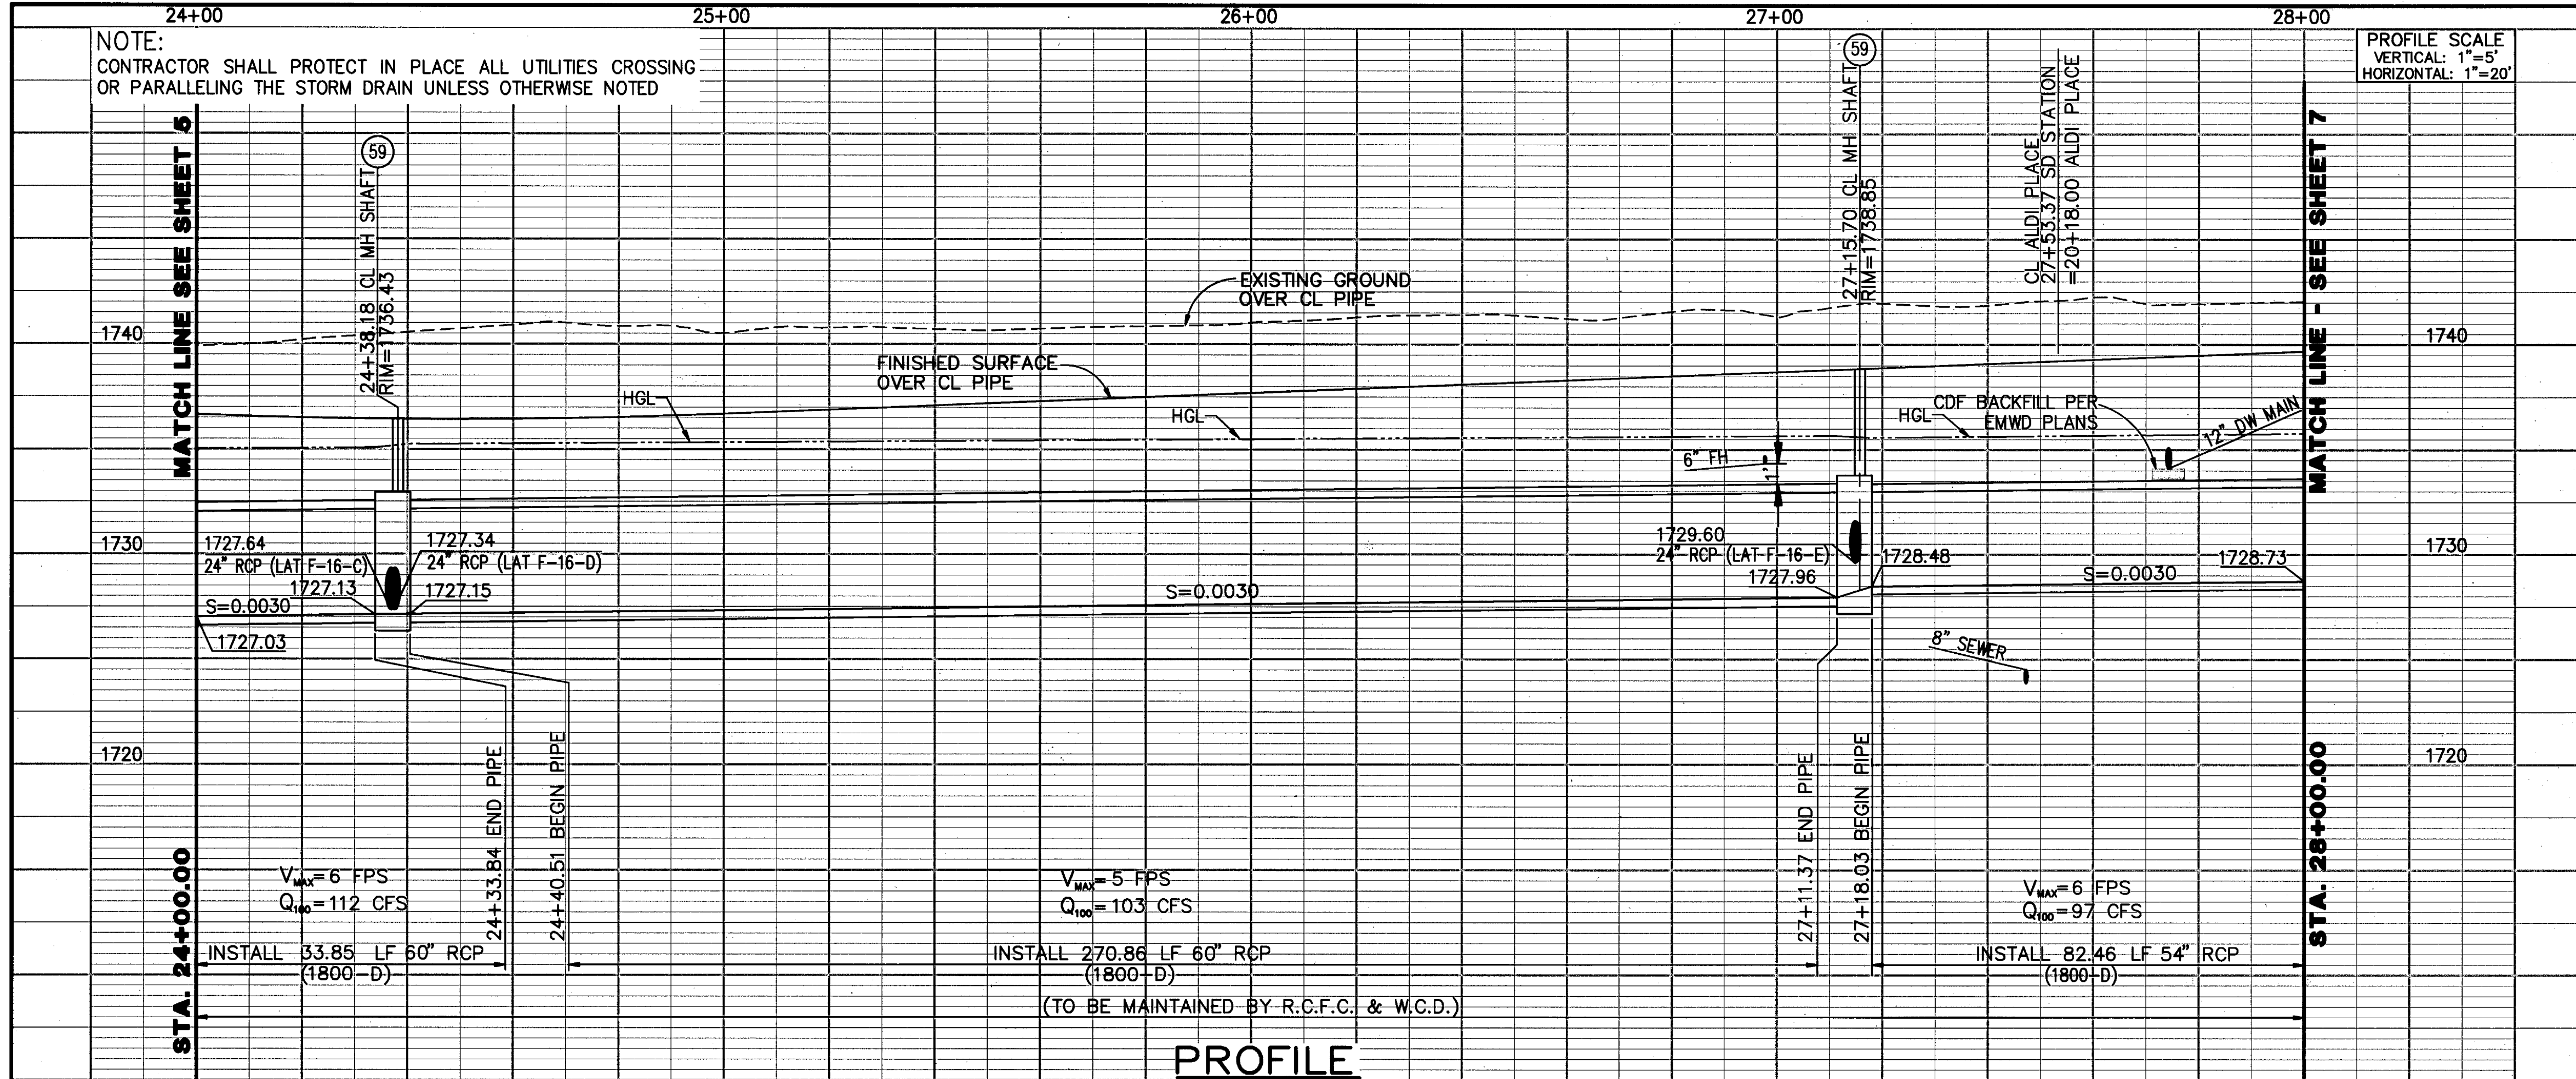 24+00 25+00 26+00 27+00 28+00
NOTE:
CONTRACTOR SHALL PROTECT IN PLACE ALL UTILITIES CROSSING
OR PARALLELING THE STORM DRAIN UNLESS OTHERWISE NOTED
PROFILE SCALE
VERTICAL: 1"=5'
HORIZONTAL: 1"=20'
MATCH LINE SEE SHEET 5
59
24+38.18 CL MH SHAFT
RIM=1736.43
59
27+15.70 CL MH SHAFT
RIM=1738.85
CL ALDI PLACE
27+53.37 SD STATION
=20+18.00 ALDI PLACE
MATCH LINE - SEE SHEET 7
EXISTING GROUND
OVER CL PIPE
1740
1740
FINISHED SURFACE
OVER CL PIPE
HGL
HGL
HGL
CDF BACKFILL PER
EMWD PLANS
12" DW MAIN
6" FH
1'
1730
1727.64
24" RCP (LAT F-16-C)
1727.13
S=0.0030
1727.03
1727.34
24" RCP (LAT F-16-D)
1727.15
S=0.0030
1729.60
24" RCP (LAT F-16-E)
1727.96
1728.48
S=0.0030
1728.73
1730
8" SEWER
1720
1720
24+33.84 END PIPE
24+40.51 BEGIN PIPE
27+11.37 END PIPE
27+18.03 BEGIN PIPE
STA. 24+00.00
STA. 28+00.00
VMAX=6 FPS
Q100=112 CFS
VMAX=5 FPS
Q100=103 CFS
VMAX=6 FPS
Q100=97 CFS
INSTALL 33.85 LF 60" RCP
(1800-D)
INSTALL 270.86 LF 60" RCP
(1800-D)
INSTALL 82.46 LF 54" RCP
(1800-D)
(TO BE MAINTAINED BY R.C.F.C. & W.C.D.)
PROFILE